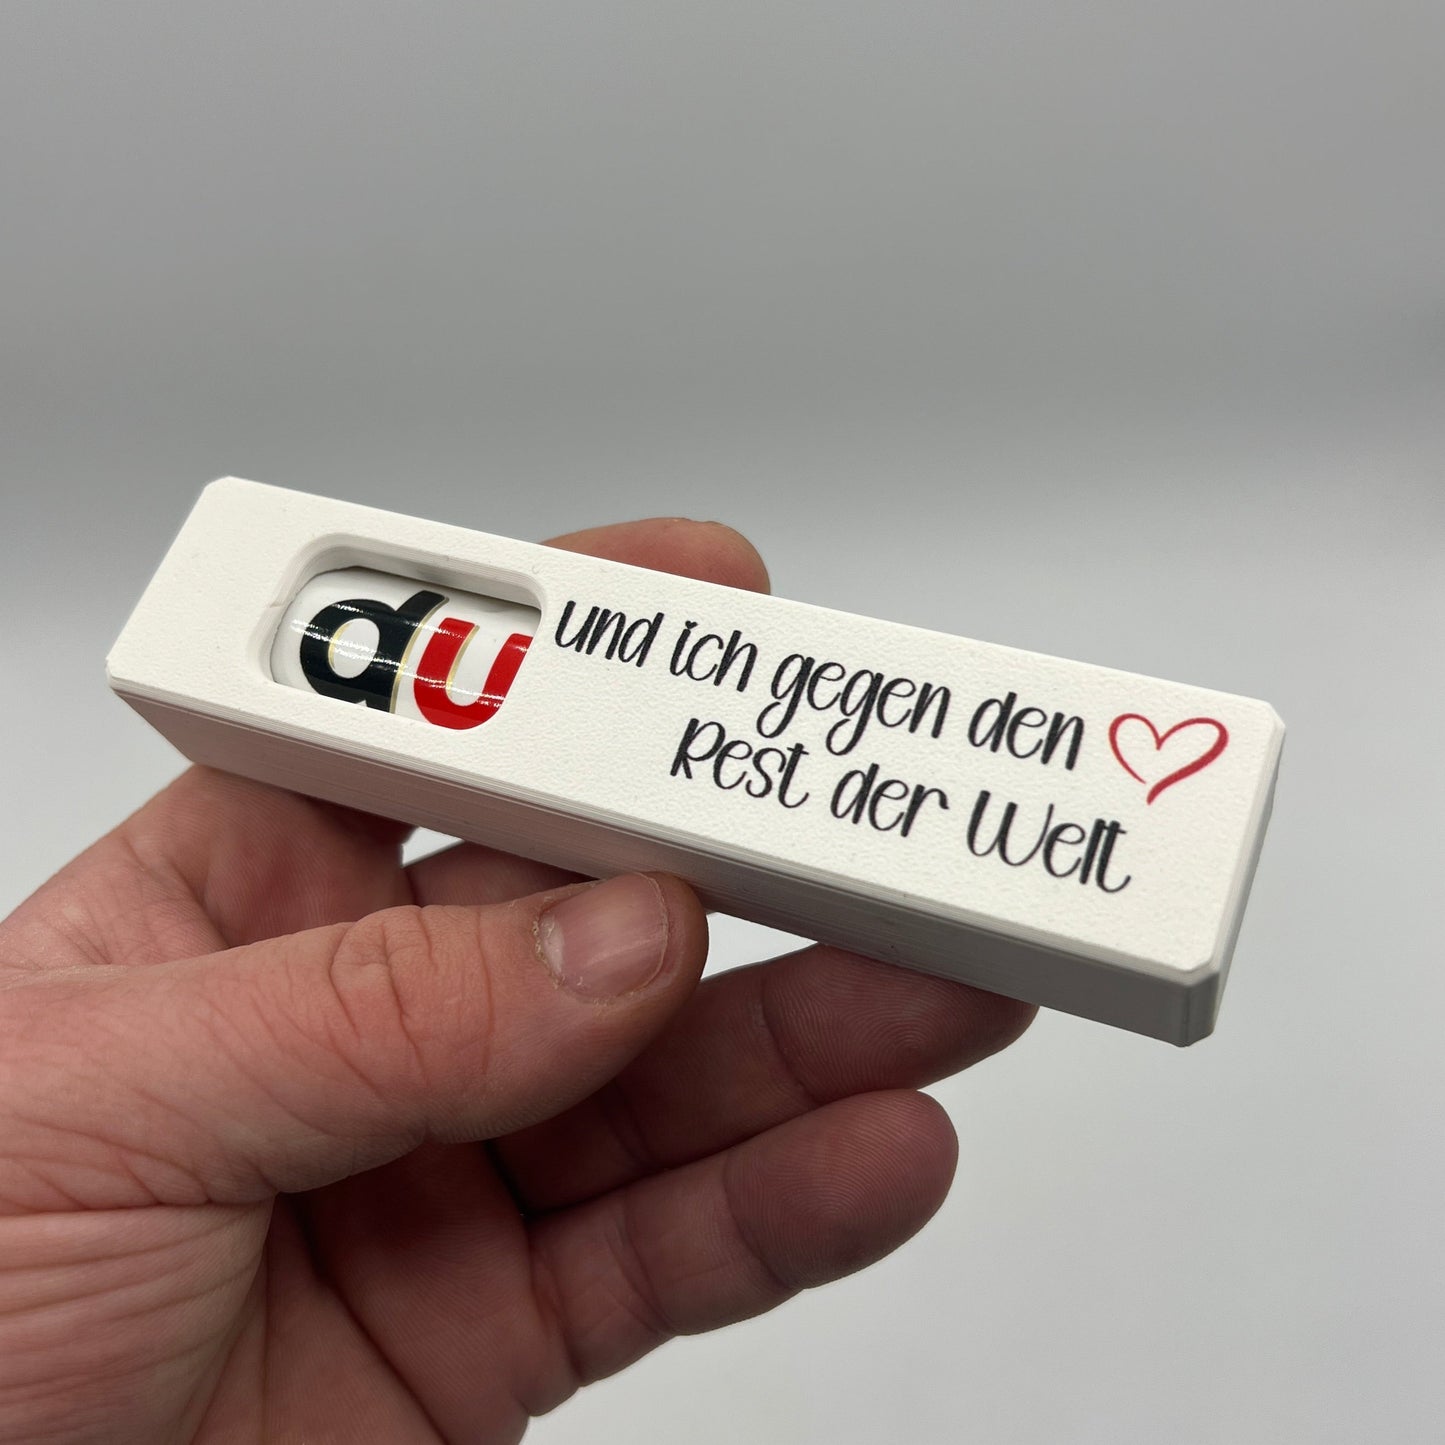 du und ich gegen den
Rest der Welt